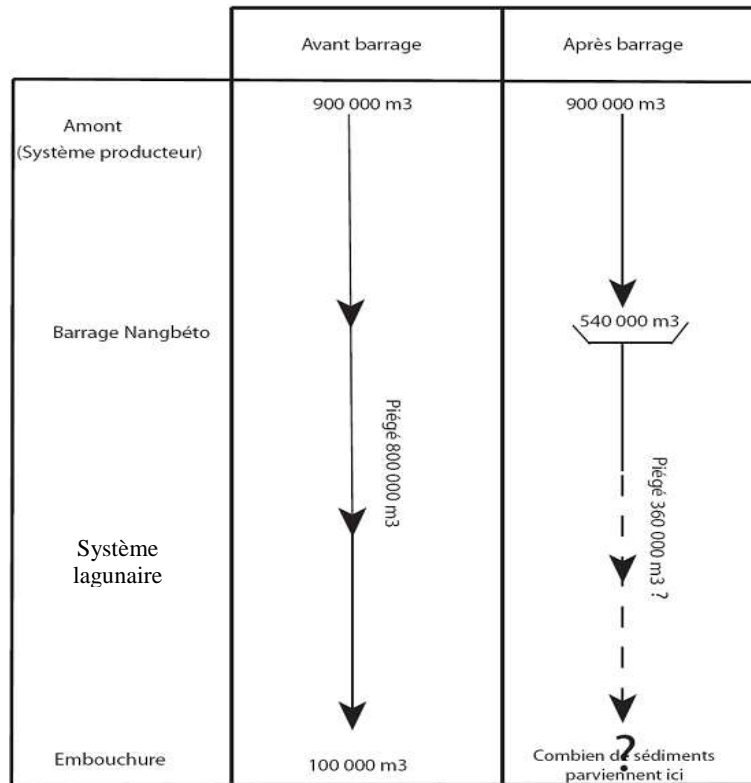 Avant barrage
Après barrage
900 000 m3
900 000 m3
Amont
(Système producteur)
Barrage Nangbéto
540 000 m3
Piégé 800 000 m3
Piégé 360 000 m3 ?
Système
lagunaire
Embouchure
100 000 m3
?
Combien de sédiments
parviennent ici